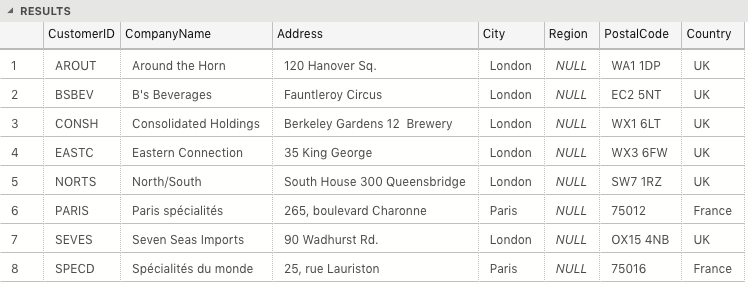 RESULTS
CustomerID CompanyName Address City Region PostalCode Country
1 AROUT Around the Horn 120 Hanover Sq. London NULL WA1 1DP UK
2 BSBEV B's Beverages Fauntleroy Circus London NULL EC2 5NT UK
3 CONSH Consolidated Holdings Berkeley Gardens 12  Brewery London NULL WX1 6LT UK
4 EASTC Eastern Connection 35 King George London NULL WX3 6FW UK
5 NORTS North/South South House 300 Queensbridge London NULL SW7 1RZ UK
6 PARIS Paris spécialités 265, boulevard Charonne Paris NULL 75012 France
7 SEVES Seven Seas Imports 90 Wadhurst Rd. London NULL OX15 4NB UK
8 SPECD Spécialités du monde 25, rue Lauriston Paris NULL 75016 France